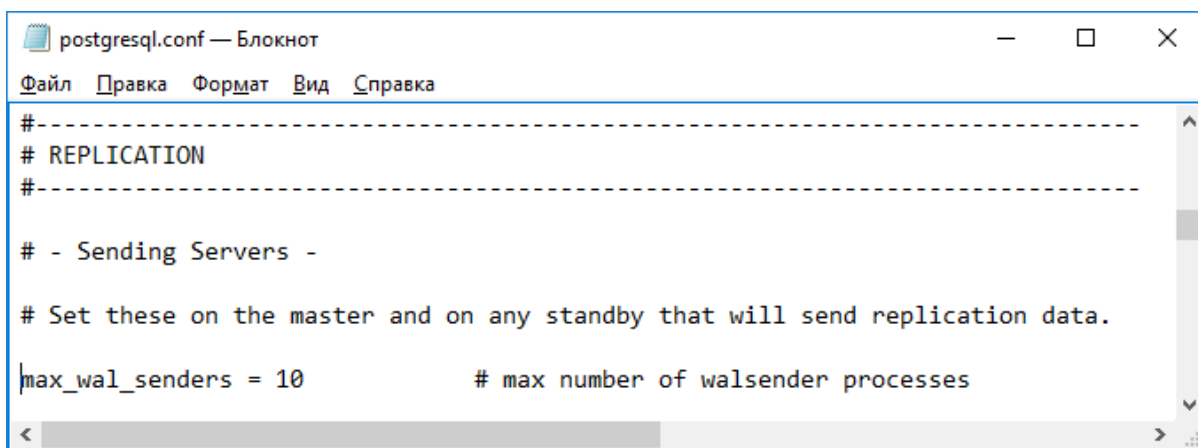 postgresql.conf — Блокнот
Файл Правка Формат Вид Справка
#------------------------------------------------------------------------------
# REPLICATION
#------------------------------------------------------------------------------
# - Sending Servers -
# Set these on the master and on any standby that will send replication data.
max_wal_senders = 10 # max number of walsender processes